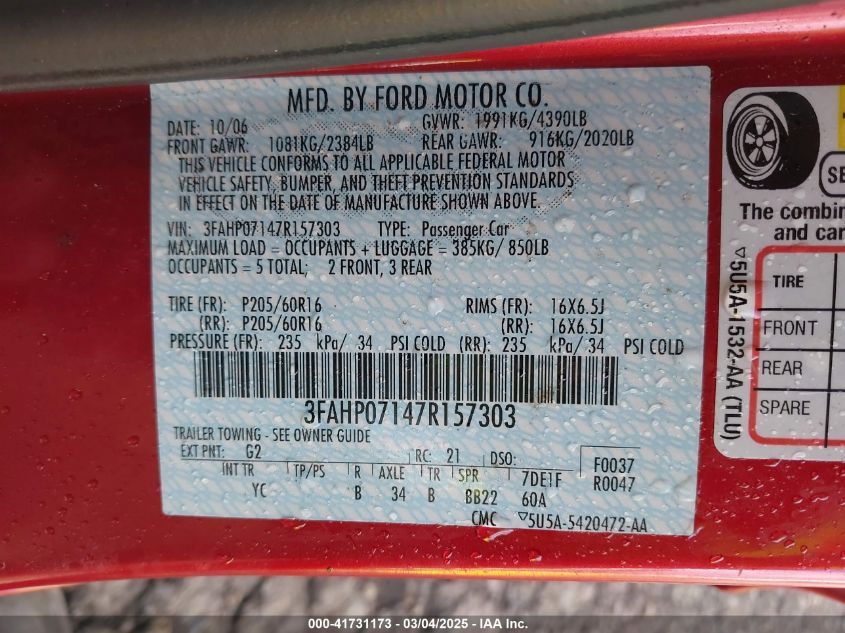 MFD. BY FORD MOTOR CO.
DATE: 10/06 GVWR: 1991KG/4390LB
FRONT GAWR: 1081KG/2384LB REAR GAWR: 916KG/2020LB
THIS VEHICLE CONFORMS TO ALL APPLICABLE FEDERAL MOTOR
VEHICLE SAFETY, BUMPER, AND THEFT PREVENTION STANDARDS
IN EFFECT ON THE DATE OF MANUFACTURE SHOWN ABOVE.
VIN: 3FAHP07147R157303 TYPE: Passenger Car
MAXIMUM LOAD = OCCUPANTS + LUGGAGE = 385KG/ 850LB
OCCUPANTS = 5 TOTAL; 2 FRONT, 3 REAR
TIRE (FR): P205/60R16 RIMS (FR): 16X6.5J
(RR): P205/60R16 (RR): 16X6.5J
PRESSURE (FR): 235 kPa/ 34 PSI COLD (RR): 235 kPa/ 34 PSI COLD
3FAHP07147R157303
TRAILER TOWING - SEE OWNER GUIDE
EXT PNT: G2 RC: 21 DSO: F0037
INT TR TP/PS R AXLE TR SPR 7DE1F R0047
YC B 34 B BB22 60A
CMC ▽5U5A-5420472-AA
▽5U5A-1532-AA (TLU)
The combin
and car
TIRE
FRONT
REAR
SPARE
000-41731173 - 03/04/2025 - IAA Inc.